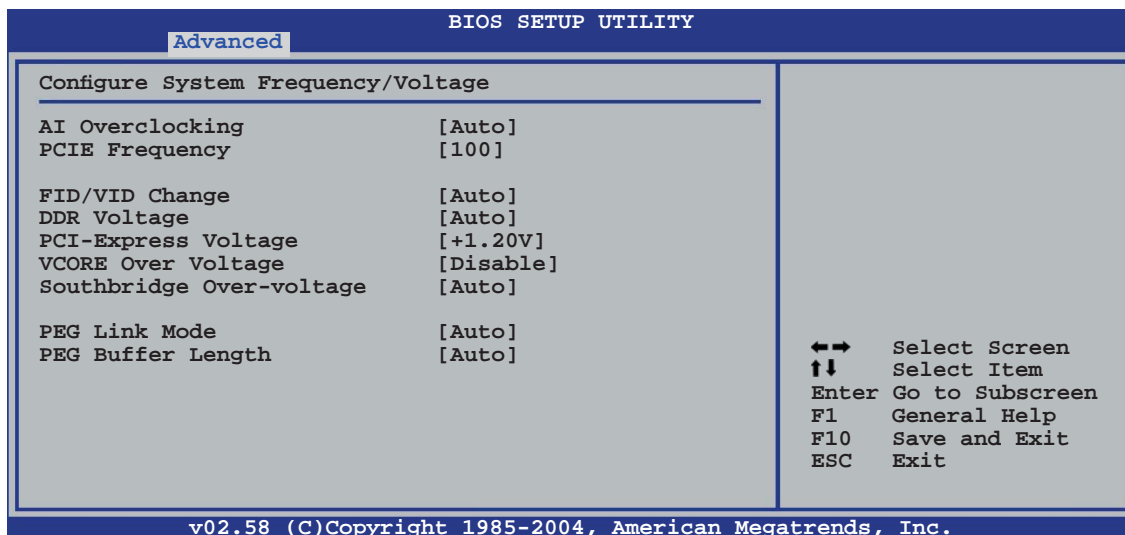 BIOS SETUP UTILITY
Advanced
Configure System Frequency/Voltage
AI Overclocking [Auto]
PCIE Frequency [100]
FID/VID Change [Auto]
DDR Voltage [Auto]
PCI-Express Voltage [+1.20V]
VCORE Over Voltage [Disable]
Southbridge Over-voltage [Auto]
PEG Link Mode [Auto]
PEG Buffer Length [Auto]
←→ Select Screen
↑↓ Select Item
Enter Go to Subscreen
F1 General Help
F10 Save and Exit
ESC Exit
v02.58 (C)Copyright 1985-2004, American Megatrends, Inc.